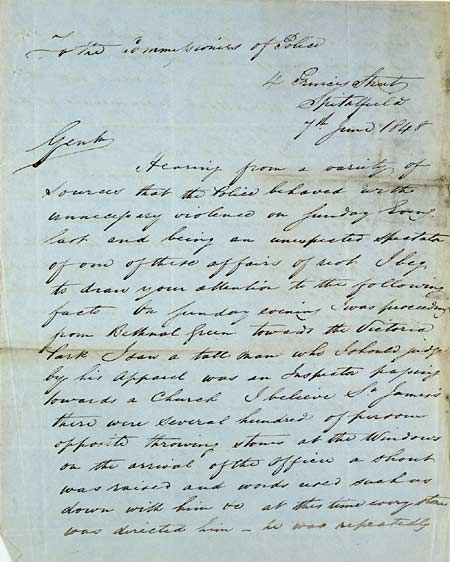 To the Commissioners of Police
4 Princes Street
Spitalfields
7th June 1848
Gentn
Hearing from a variety of
Sources that the Police behaved with
unnecessary violence on Sunday Even
last and being an unexpected Spectator
of one of these affairs of riot I beg
to draw your attention to the following
facts On Sunday evening I was proceeding
from Bethnal Green towards the Victoria
Park I saw a tall man who I should judge
by his Apparel was an Inspector passing
towards a Church I believe St James's
there were several hundreds of persons
opposite throwing stones at the Windows
on the arrival of the officer a shout
was raised and words used such as
down with him &c at this time every stone
was directed him – he was repeatedly